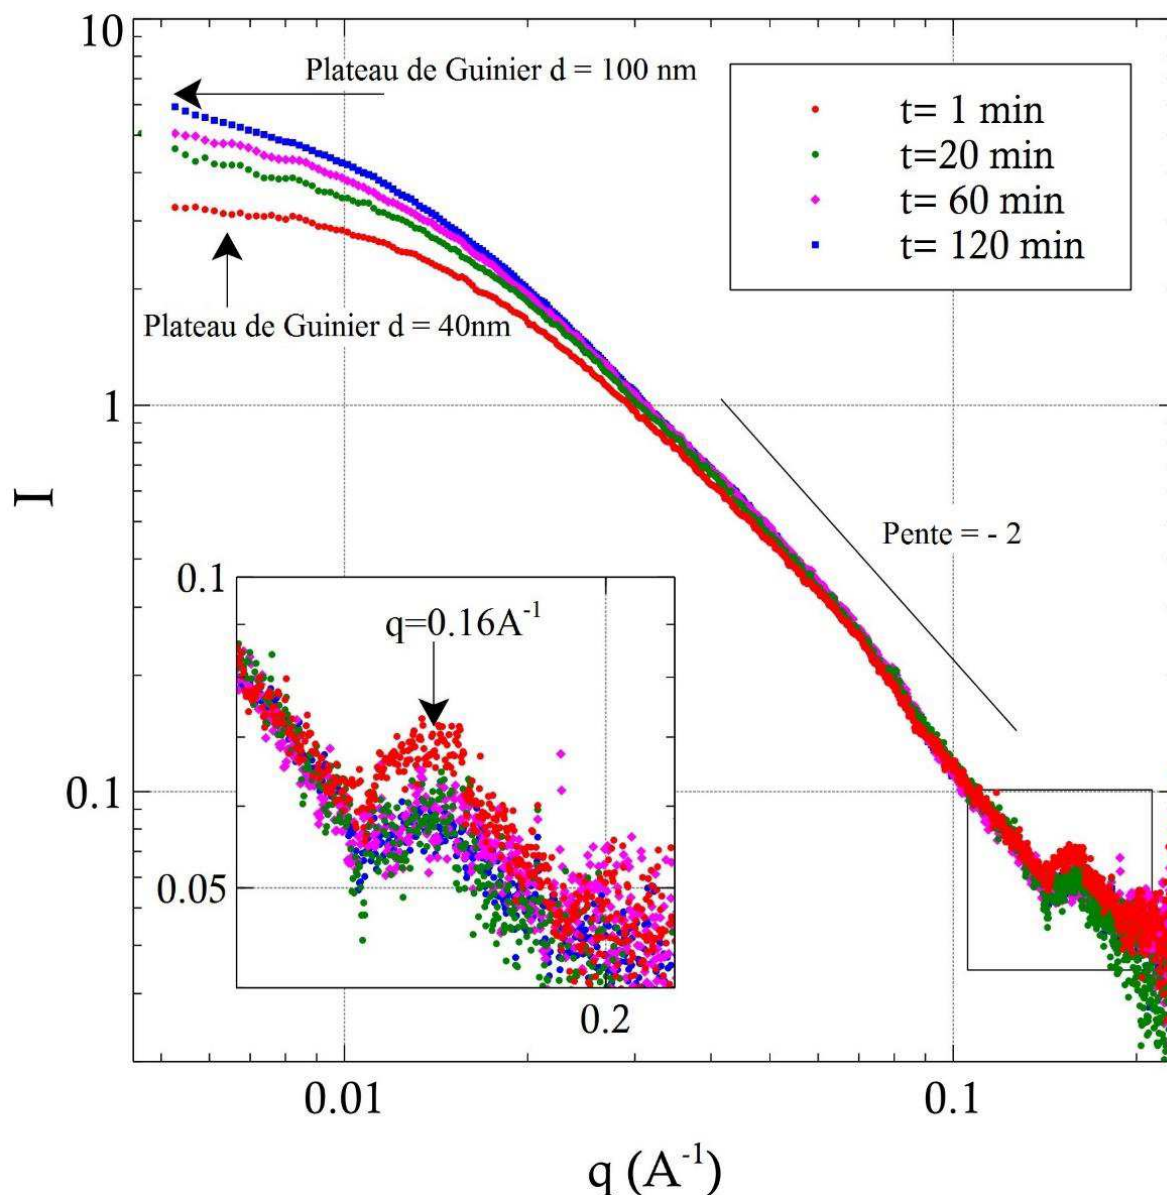 10
Plateau de Guinier d = 100 nm
t= 1 min
t=20 min
t= 60 min
t= 120 min
Plateau de Guinier d = 40nm
1
I
Pente = - 2
0.1
q=0.16A⁻¹
0.1
0.05
0.2
0.01
0.1
q (A⁻¹)